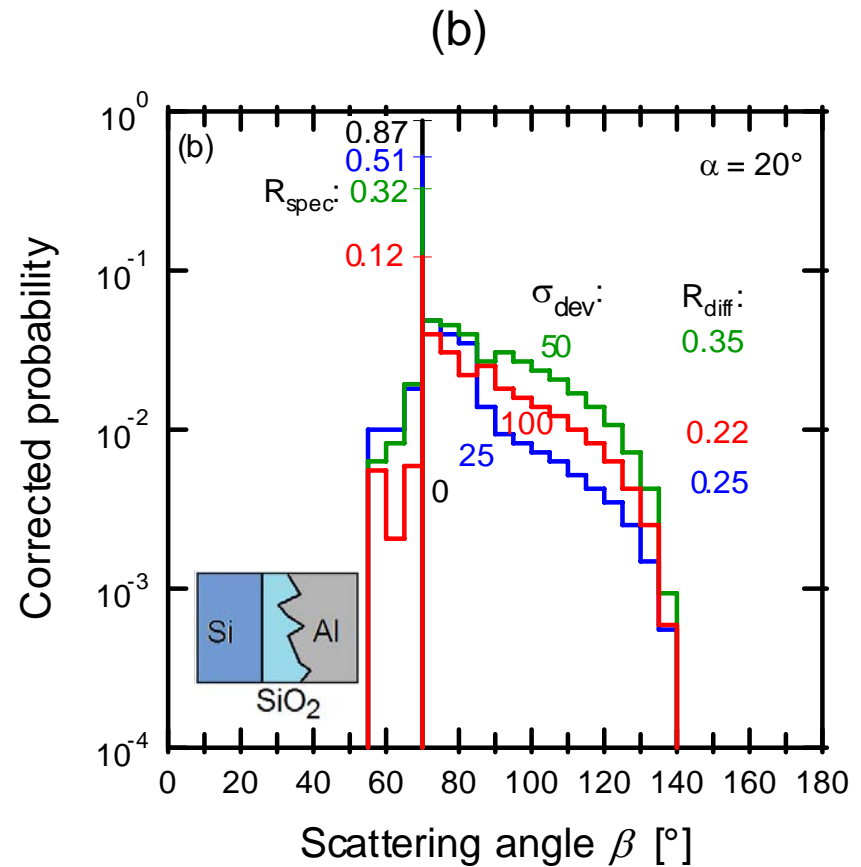 (b)
Corrected probability
10⁰
10⁻¹
10⁻²
10⁻³
10⁻⁴
(b)
0.87
0.51
R_spec: 0.32
0.12
α = 20°
σ_dev:
R_diff:
50
0.35
100
0.22
25
0.25
0
Si
Al
SiO₂
0 20 40 60 80 100 120 140 160 180
Scattering angle β [°]